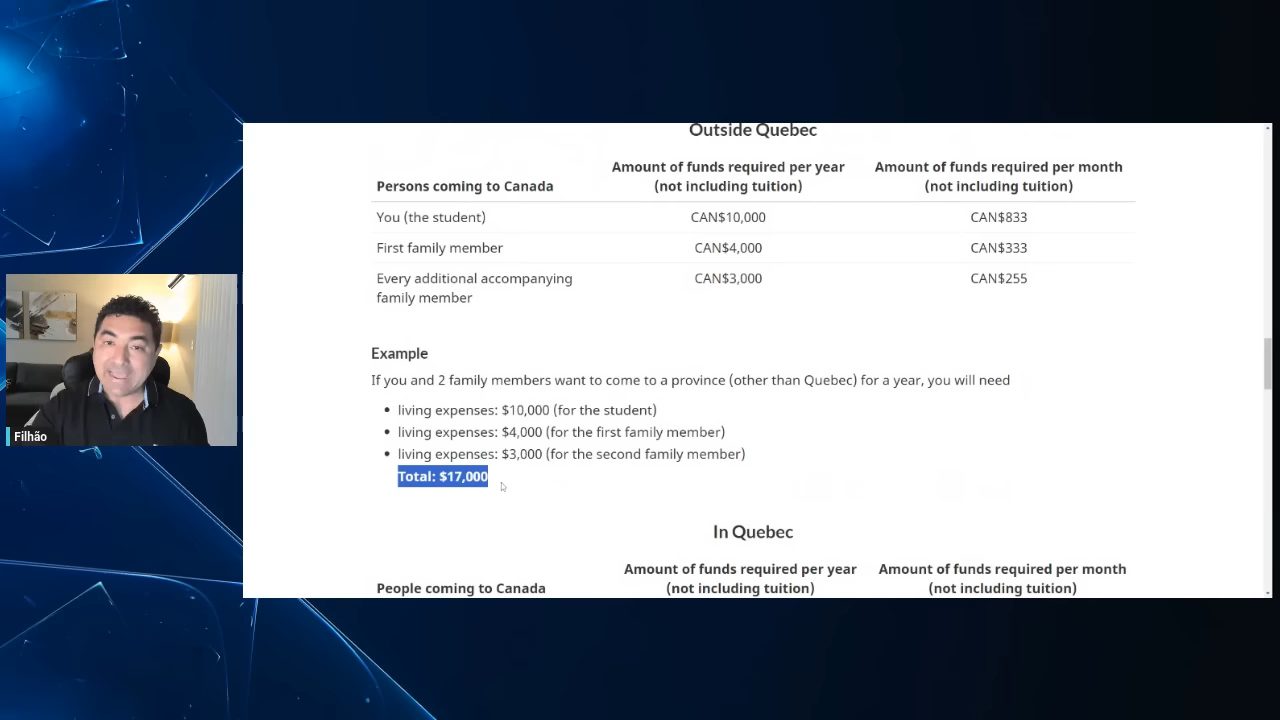 Outside Quebec
Persons coming to Canada
Amount of funds required per year
(not including tuition)
Amount of funds required per month
(not including tuition)
You (the student) CAN$10,000 CAN$833
First family member CAN$4,000 CAN$333
Every additional accompanying CAN$3,000 CAN$255
family member
Example
If you and 2 family members want to come to a province (other than Quebec) for a year, you will need
• living expenses: $10,000 (for the student)
• living expenses: $4,000 (for the first family member)
• living expenses: $3,000 (for the second family member)
Total: $17,000
In Quebec
People coming to Canada
Amount of funds required per year
(not including tuition)
Amount of funds required per month
(not including tuition)
Filhão